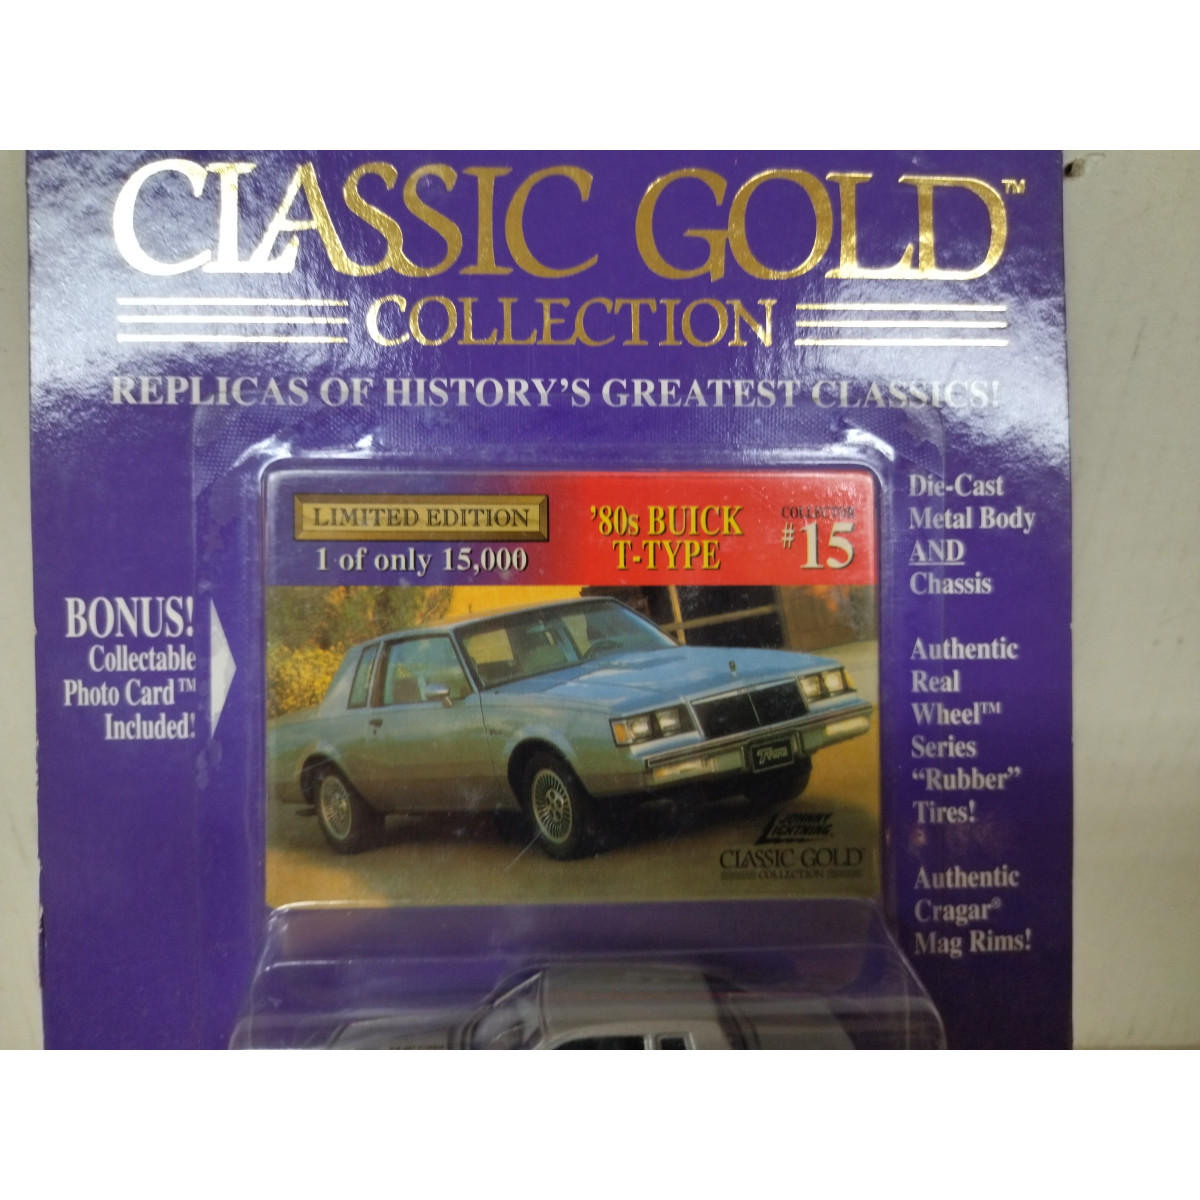 CLASSIC GOLD™
COLLECTION
REPLICAS OF HISTORY'S GREATEST CLASSICS!
LIMITED EDITION
1 of only 15,000
'80s BUICK
T-TYPE
COLLECTOR
#15
BONUS!
Collectable
Photo Card™
Included!
Die-Cast
Metal Body
AND
Chassis
Authentic
Real
Wheel™
Series
“Rubber”
Tires!
Authentic
Cragar®
Mag Rims!
JOHNNY
LIGHTNING
CLASSIC GOLD
COLLECTION